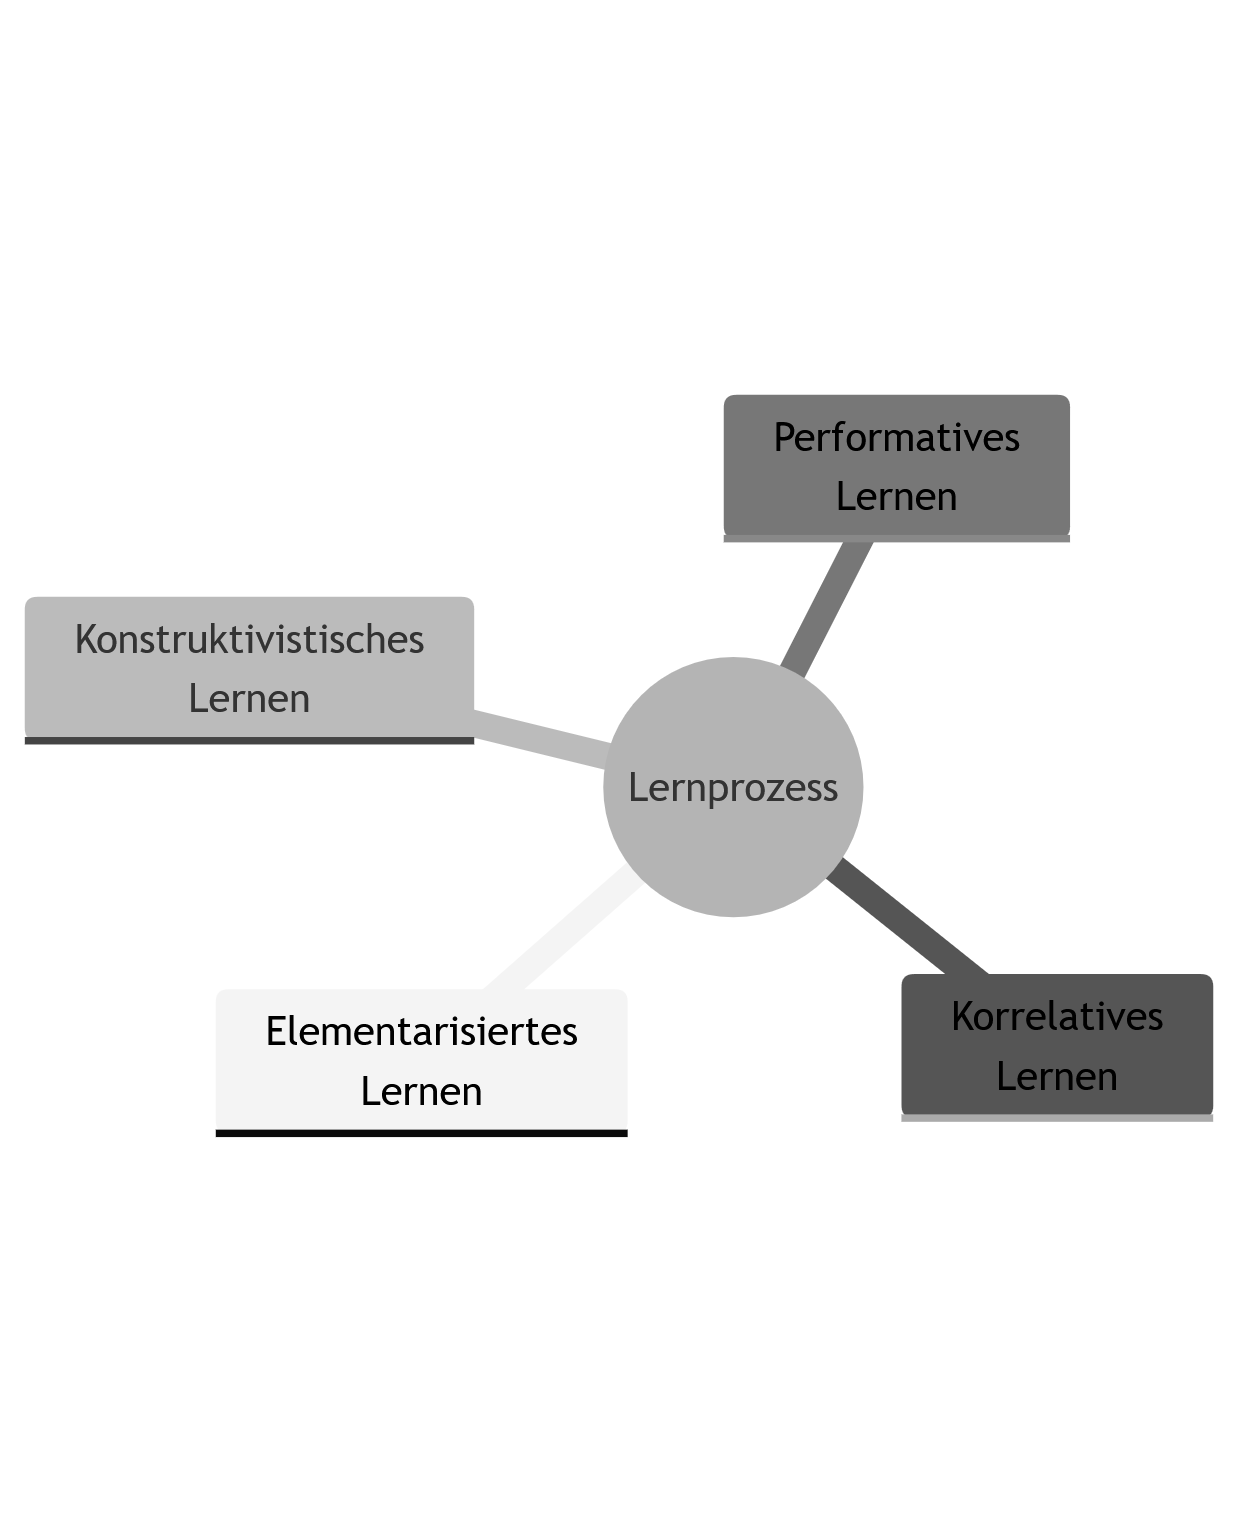 Performatives
Lernen
Konstruktivistisches
Lernen
Lernprozess
Elementarisiertes
Lernen
Korrelatives
Lernen